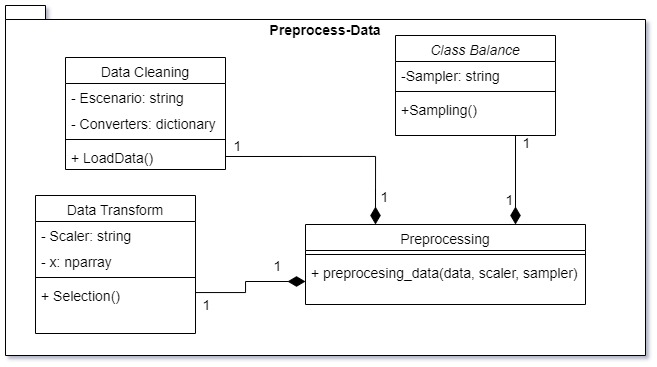 Preprocess-Data
Data Cleaning
- Escenario: string
- Converters: dictionary
+ LoadData()
1
1
Class Balance
-Sampler: string
+Sampling()
1
1
Data Transform
- Scaler: string
- x: nparray
+ Selection()
1
1
Preprocessing
+ preprocesing_data(data, scaler, sampler)